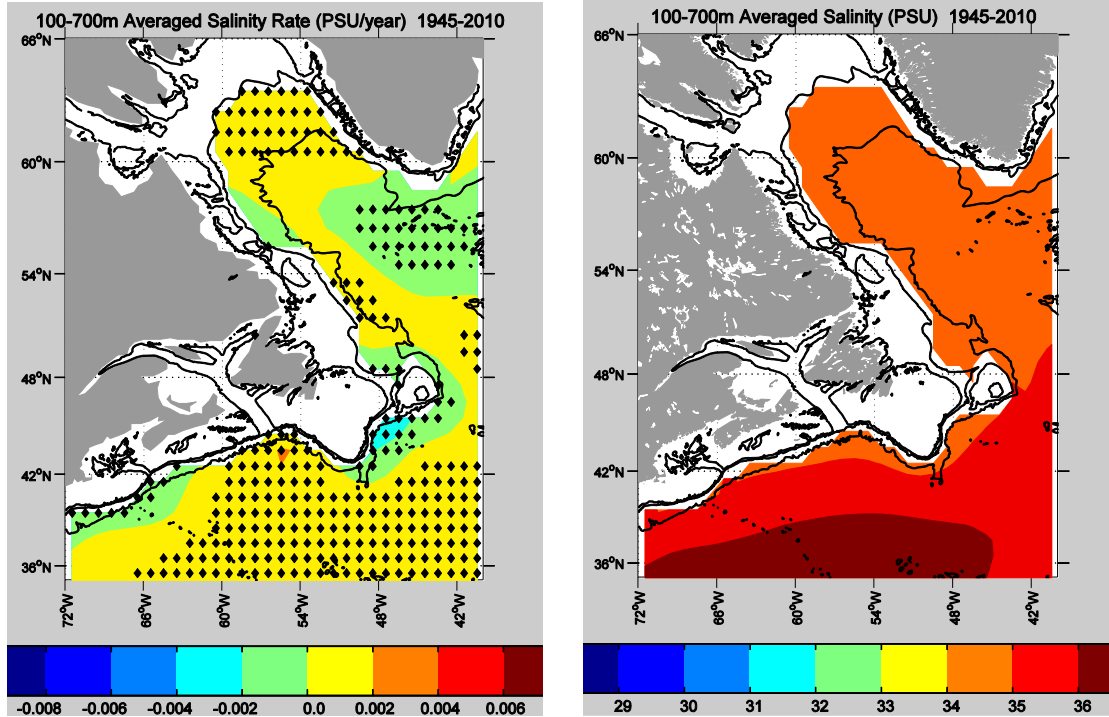 100-700m Averaged Salinity Rate (PSU/year) 1945-2010
66°N
60°N
54°N
48°N
42°N
36°N
72°W 66°W 60°W 54°W 48°W 42°W
-0.008 -0.006 -0.004 -0.002 0.0 0.002 0.004 0.006
100-700m Averaged Salinity (PSU) 1945-2010
66°N
60°N
54°N
48°N
42°N
36°N
72°W 66°W 60°W 54°W 48°W 42°W
29 30 31 32 33 34 35 36